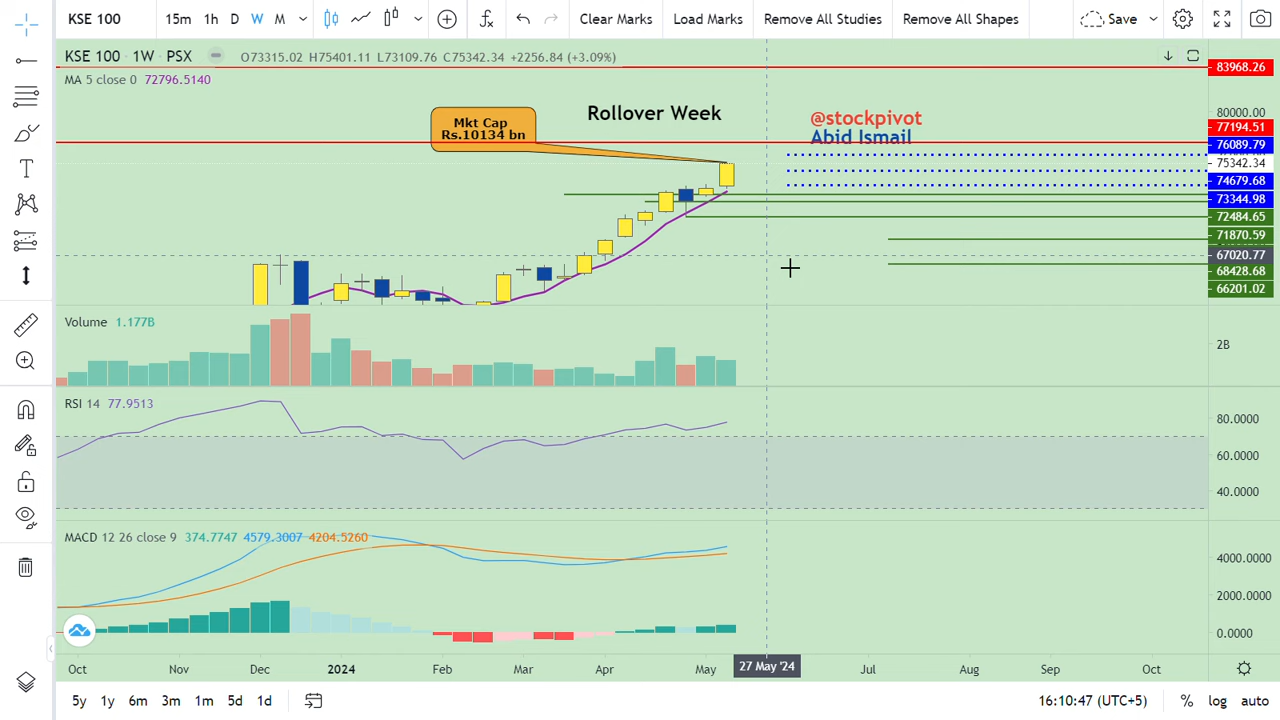 KSE 100 15m 1h D W M Clear Marks Load Marks Remove All Studies Remove All Shapes Save
KSE 100 · 1W · PSX O73315.02 H75401.11 L73109.76 C75342.34 +2256.84 (+3.09%)
MA 5 close 0 72796.5140
83968.26
Mkt Cap
Rs.10134 bn
Rollover Week
@stockpivot
Abid Ismail
80000.00
77194.51
76089.79
75342.34
74679.68
73344.98
72484.65
71870.59
67020.77
68428.68
66201.02
Volume 1.177B
2B
RSI 14 77.9513
80.0000
60.0000
40.0000
MACD 12 26 close 9 374.7747 4579.3007 4204.5260
4000.0000
2000.0000
0.0000
Oct Nov Dec 2024 Feb Mar Apr May 27 May '24 Jul Aug Sep Oct
5y 1y 6m 3m 1m 5d 1d 16:10:47 (UTC+5) % log auto